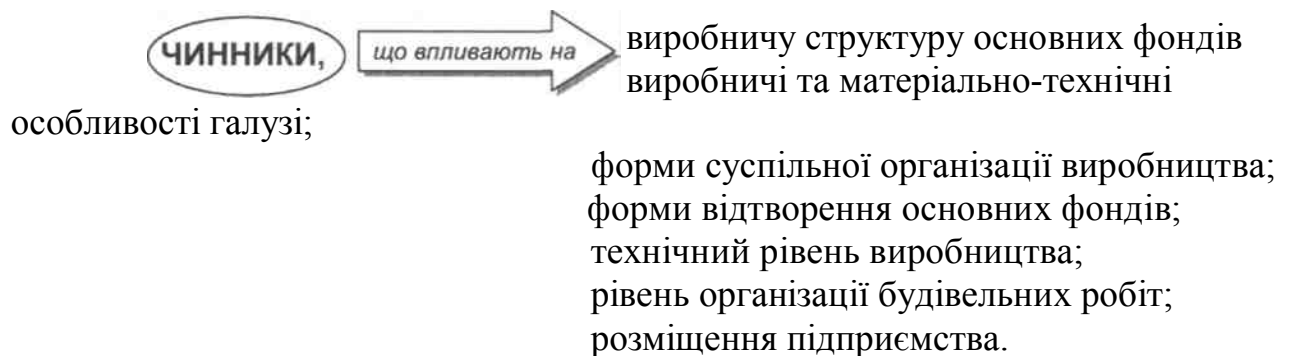 ЧИННИКИ, що впливають на виробничу структуру основних фондів
виробничі та матеріально-технічні
особливості галузі;
форми суспільної організації виробництва;
форми відтворення основних фондів;
технічний рівень виробництва;
рівень організації будівельних робіт;
розміщення підприємства.